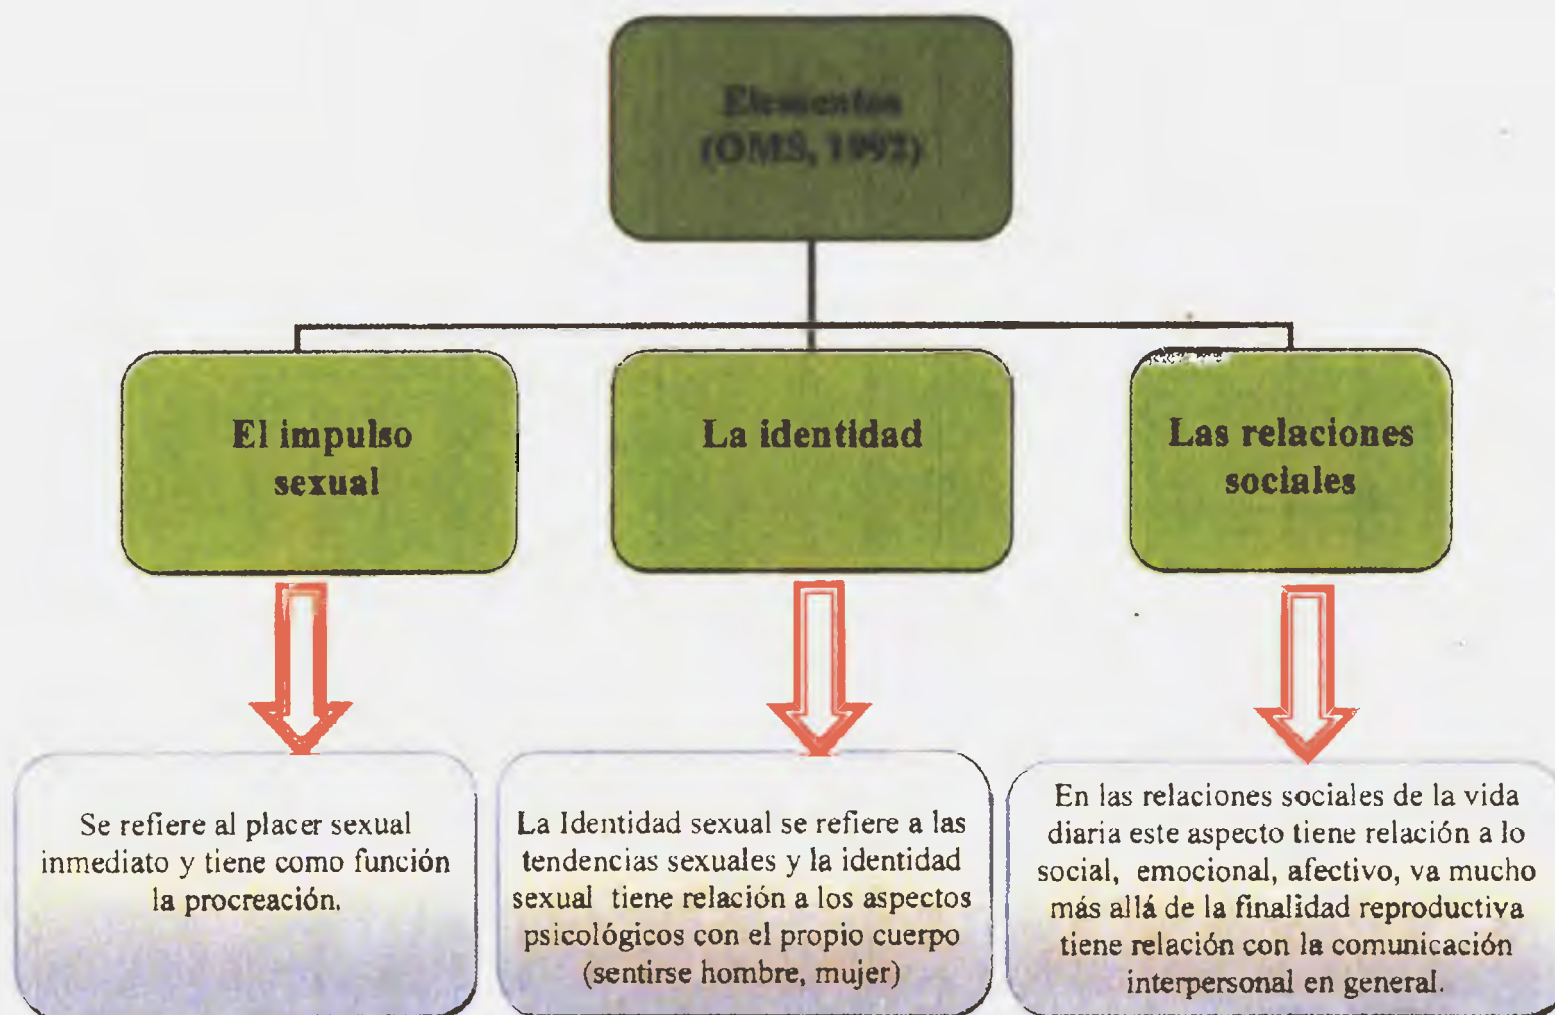 Elementos
(OMS, 1992)
El impulso
sexual
La identidad
Las relaciones
sociales
Se refiere al placer sexual
inmediato y tiene como función
la procreación.
La Identidad sexual se refiere a las
tendencias sexuales y la identidad
sexual tiene relación a los aspectos
psicológicos con el propio cuerpo
(sentirse hombre, mujer)
En las relaciones sociales de la vida
diaria este aspecto tiene relación a lo
social, emocional, afectivo, va mucho
más allá de la finalidad reproductiva
tiene relación con la comunicación
interpersonal en general.